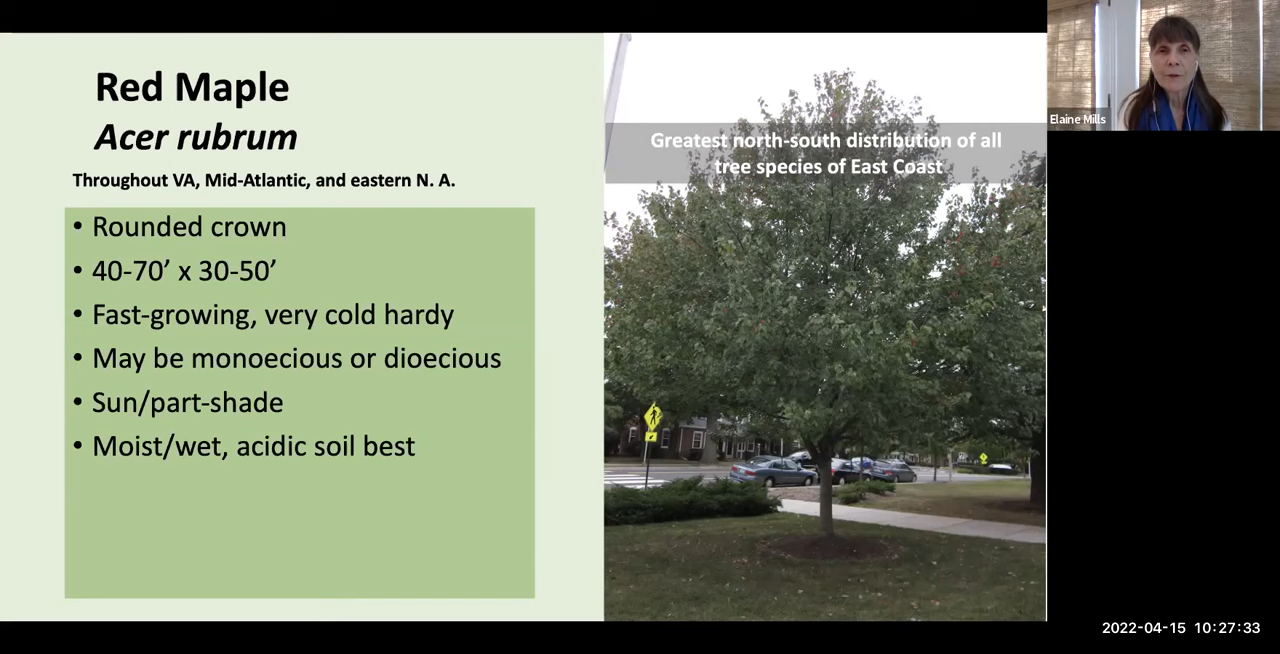 Red Maple
Acer rubrum
Throughout VA, Mid-Atlantic, and eastern N. A.
• Rounded crown
• 40-70’ x 30-50’
• Fast-growing, very cold hardy
• May be monoecious or dioecious
• Sun/part-shade
• Moist/wet, acidic soil best
Greatest north-south distribution of all
tree species of East Coast
Elaine Mills
2022-04-15 10:27:33